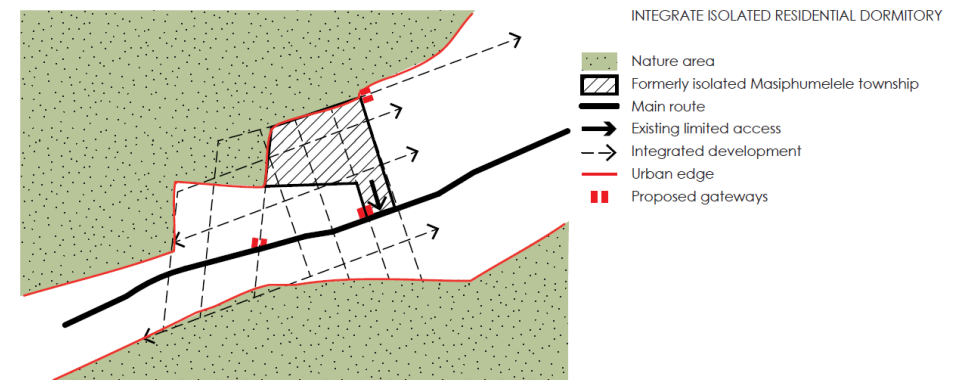 INTEGRATE ISOLATED RESIDENTIAL DORMITORY
Nature area
Formerly isolated Masiphumelele township
Main route
Existing limited access
Integrated development
Urban edge
Proposed gateways